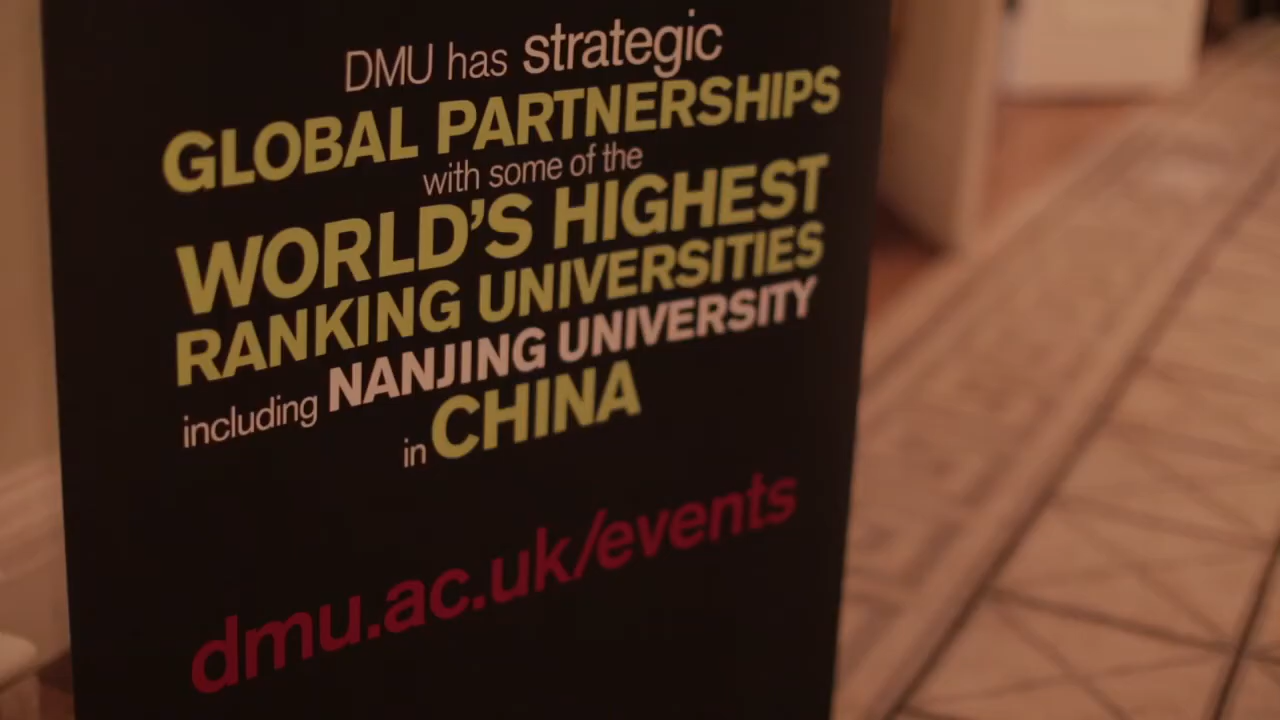 DMU has strategic
GLOBAL PARTNERSHIPS
with some of the
WORLD'S HIGHEST
RANKING UNIVERSITIES
including NANJING UNIVERSITY
in CHINA
dmu.ac.uk/events